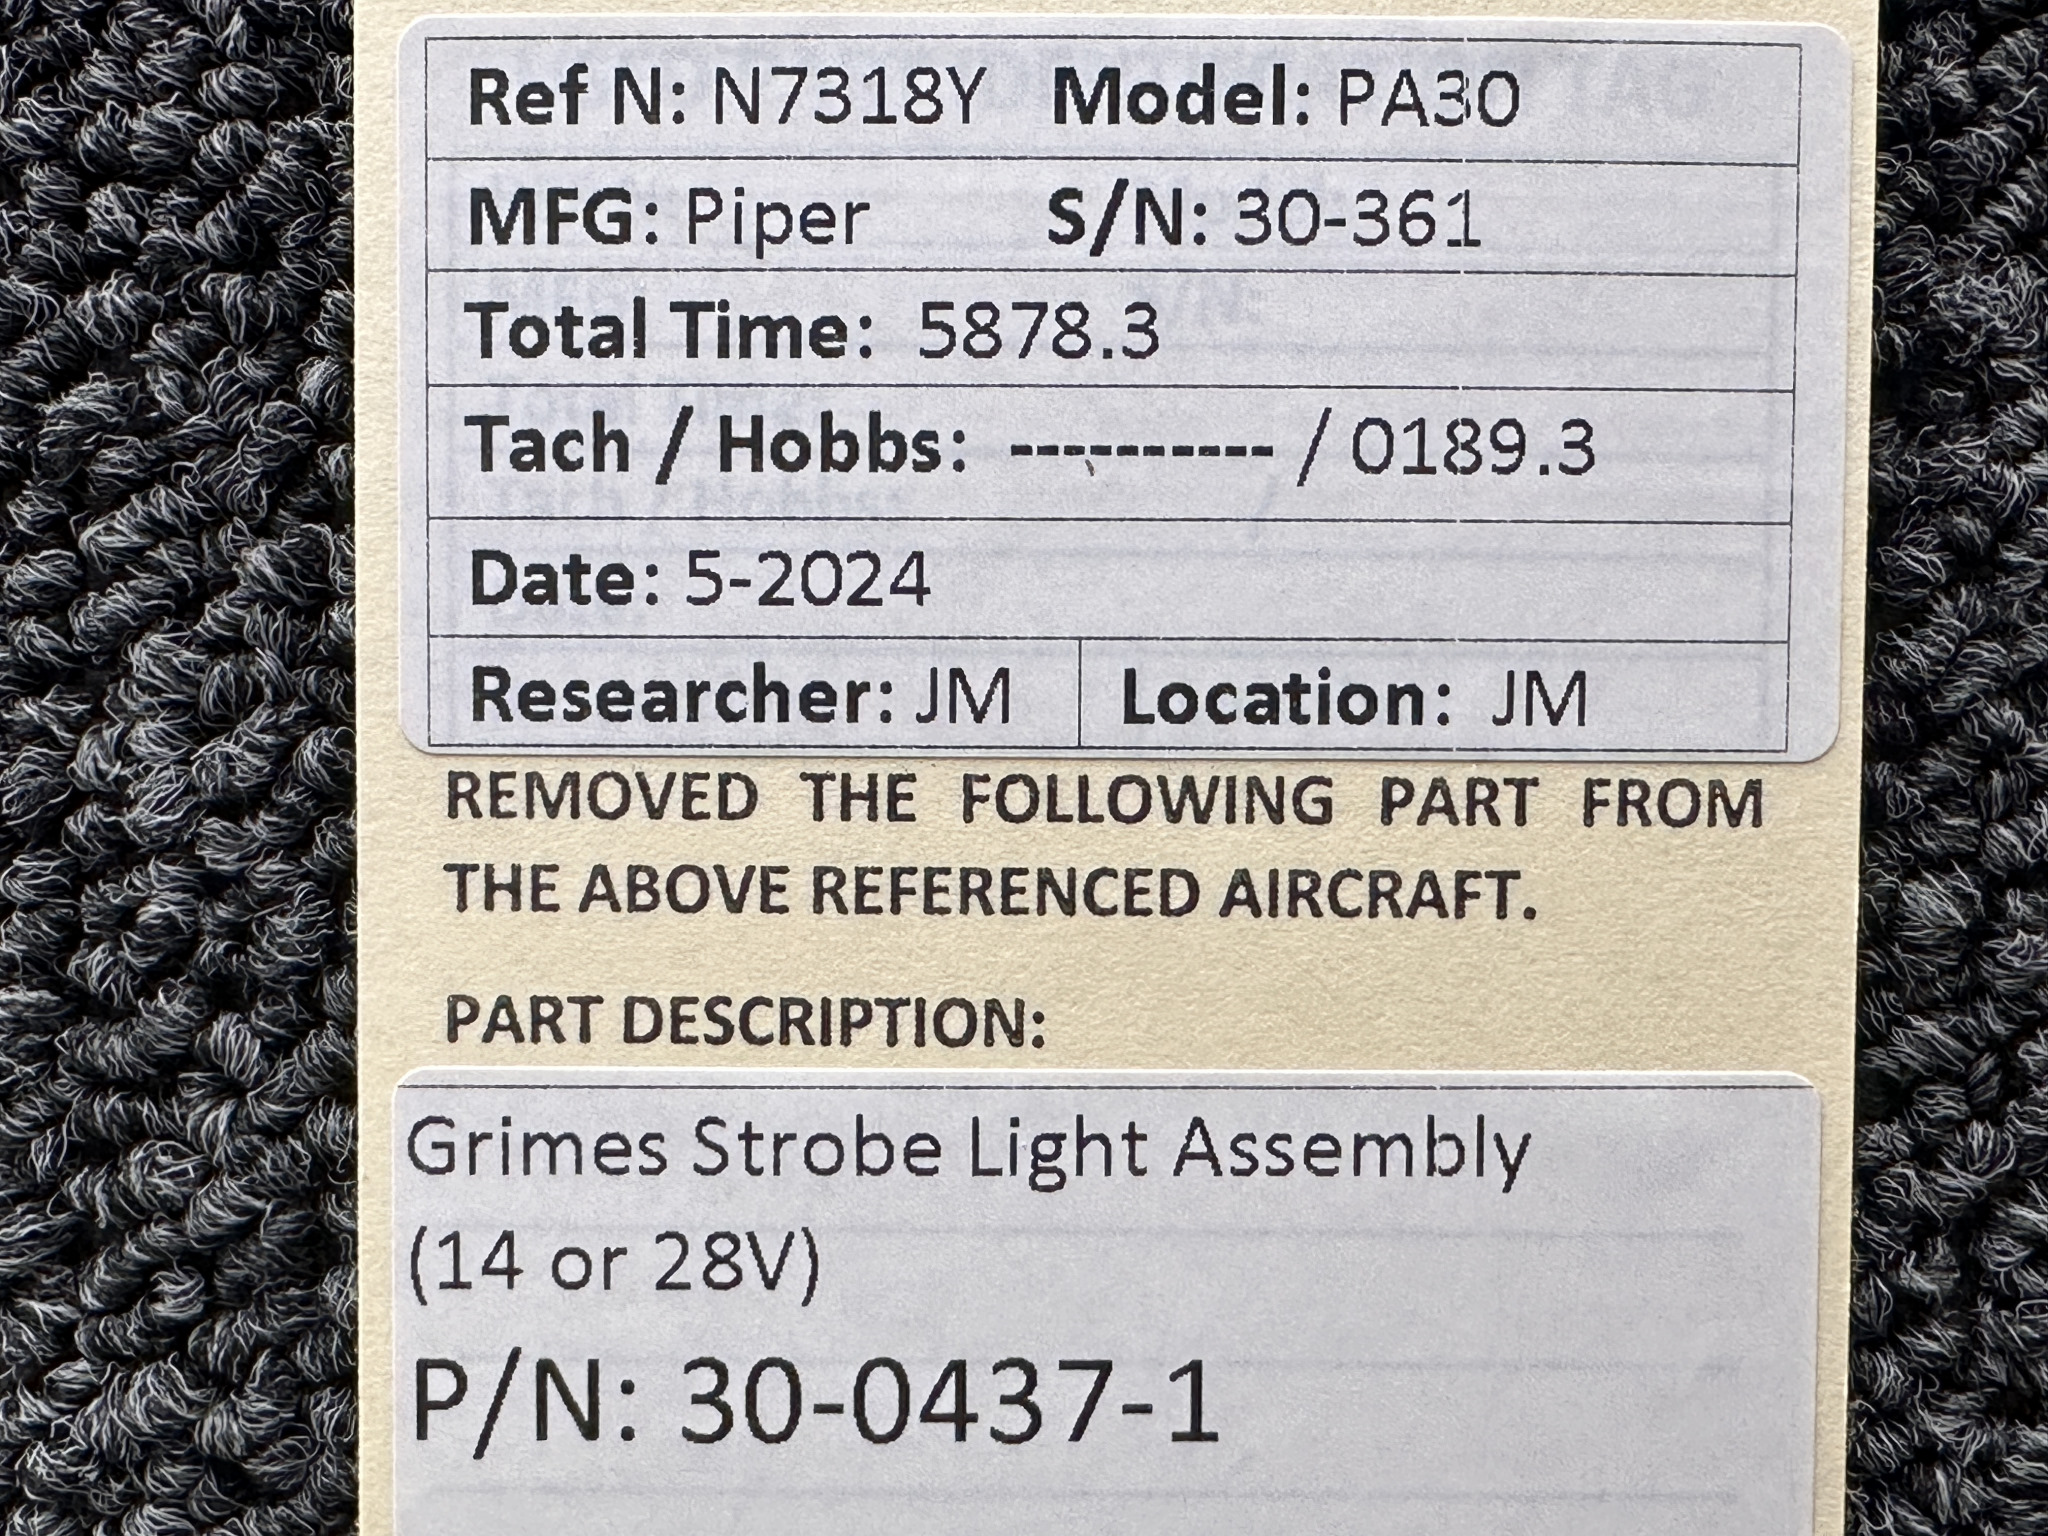 Ref N: N7318Y Model: PA30
MFG: Piper S/N: 30-361
Total Time: 5878.3
Tach / Hobbs: ---------- / 0189.3
Date: 5-2024
Researcher: JM Location: JM
REMOVED THE FOLLOWING PART FROM
THE ABOVE REFERENCED AIRCRAFT.
PART DESCRIPTION:
Grimes Strobe Light Assembly
(14 or 28V)
P/N: 30-0437-1